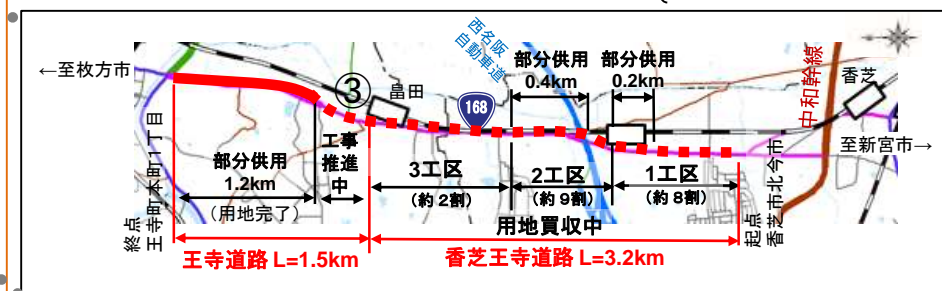 西名阪
自動車道
部分供用
0.4km
部分供用
0.2km
中和幹線
香芝
←至枚方市
至新宮市→
③
畠田
168
終点
王寺町本町1丁目
部分供用
1.2km
(用地完了)
工事
推進
中
3工区
(約2割)
2工区
(約9割)
1工区
(約8割)
用地買収中
起点
香芝市北今市
王寺道路 L=1.5km
香芝王寺道路 L=3.2km